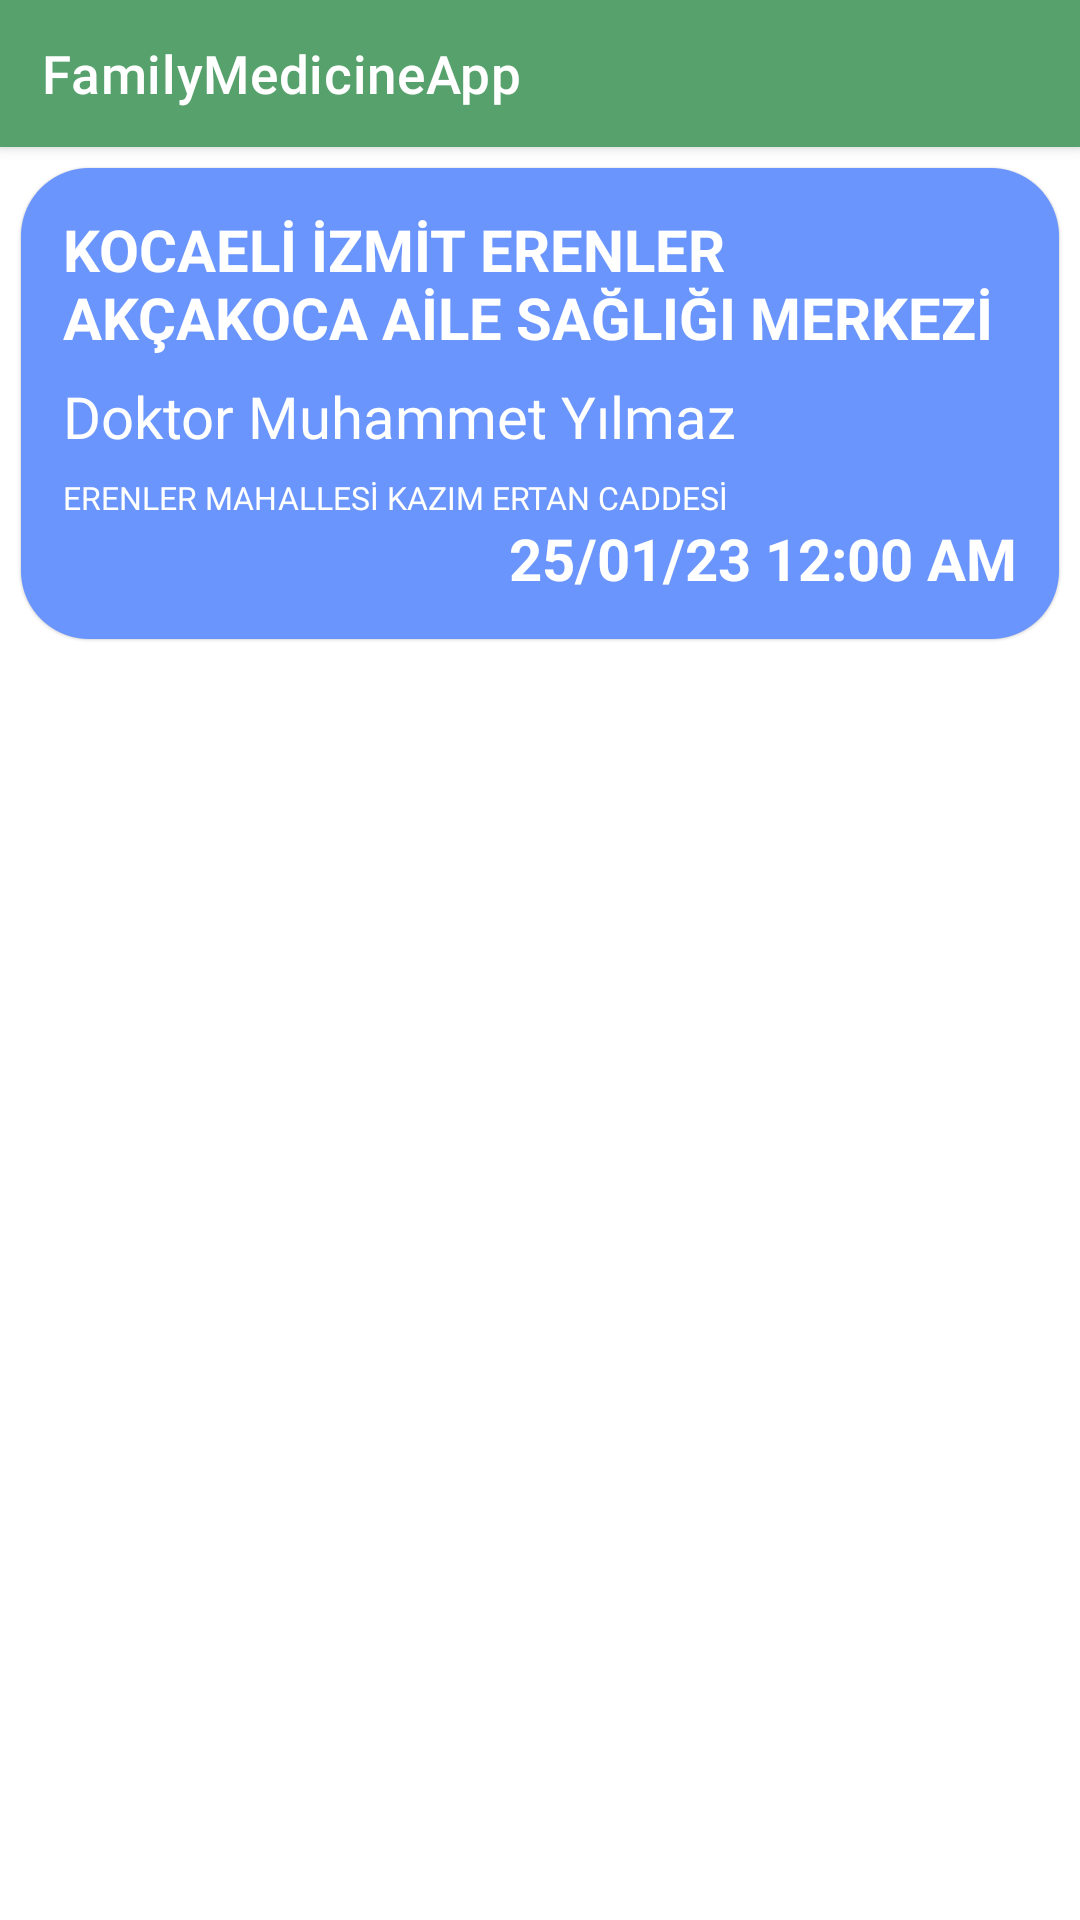 FamilyMedicineApp
KOCAELİ İZMİT ERENLER
AKÇAKOCA AİLE SAĞLIĞI MERKEZİ
Doktor Muhammet Yılmaz
ERENLER MAHALLESİ KAZIM ERTAN CADDESİ
25/01/23 12:00 AM